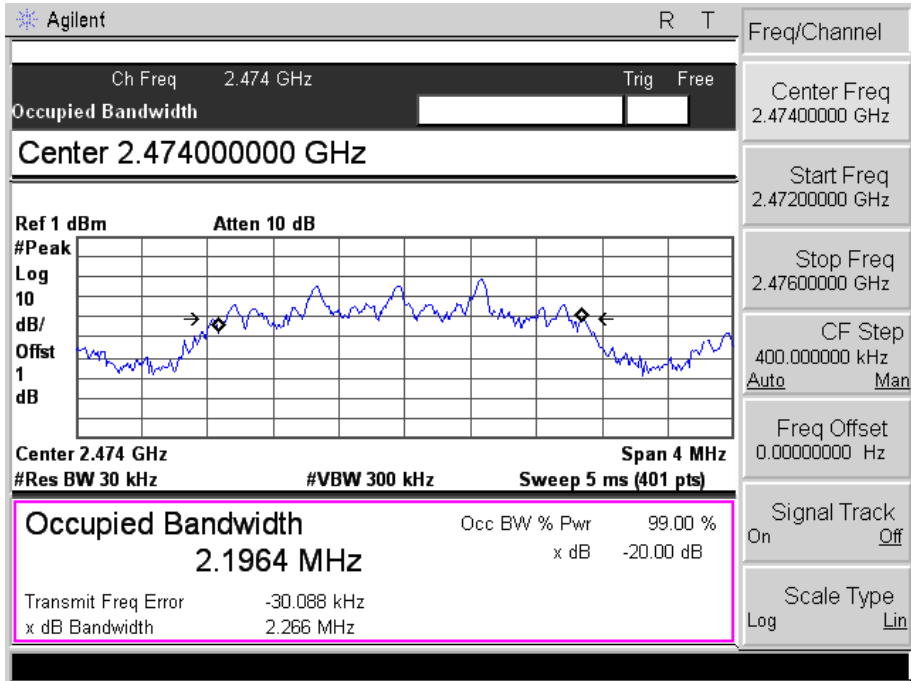 Agilent R T
Ch Freq 2.474 GHz Trig Free
Occupied Bandwidth
Center 2.474000000 GHz
Ref 1 dBm Atten 10 dB
#Peak
Log
10
dB/
Offst
1
dB
Center 2.474 GHz Span 4 MHz
#Res BW 30 kHz #VBW 300 kHz Sweep 5 ms (401 pts)
Occupied Bandwidth Occ BW % Pwr 99.00 %
2.1964 MHz x dB -20.00 dB
Transmit Freq Error -30.088 kHz
x dB Bandwidth 2.266 MHz
Freq/Channel
Center Freq
2.47400000 GHz
Start Freq
2.47200000 GHz
Stop Freq
2.47600000 GHz
CF Step
400.000000 kHz
Auto Man
Freq Offset
0.00000000 Hz
Signal Track
On Off
Scale Type
Log Lin